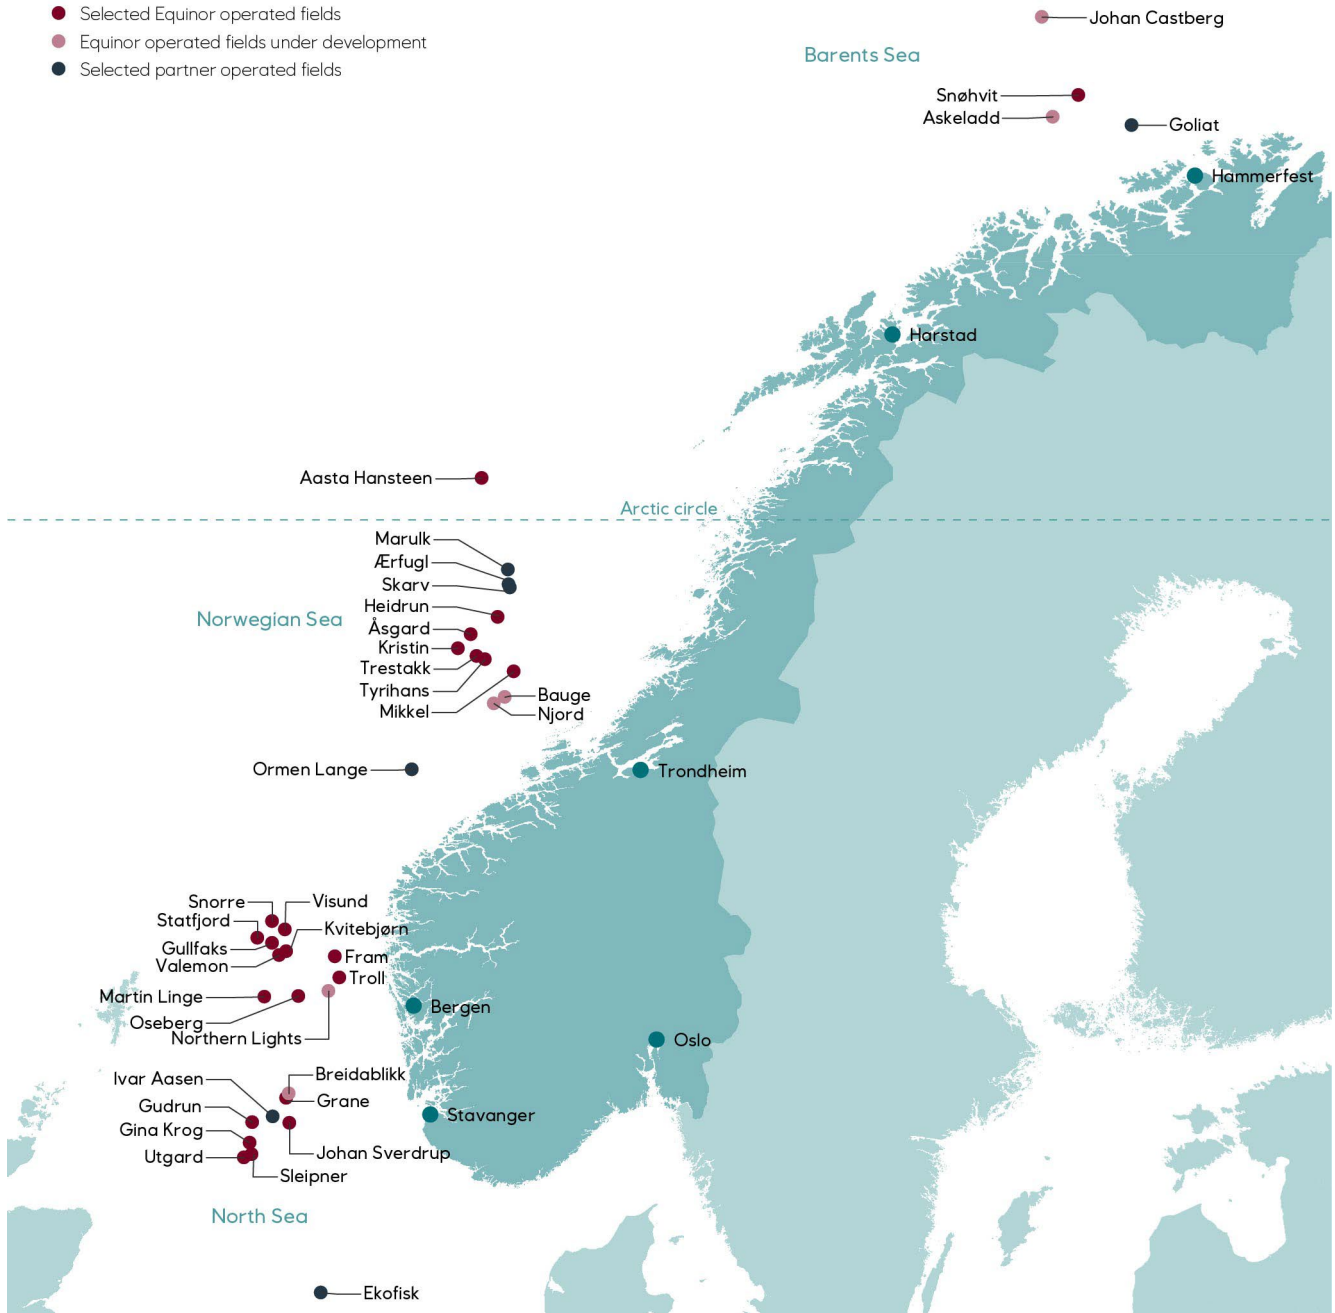 Selected Equinor operated fields
Equinor operated fields under development
Selected partner operated fields
Johan Castberg
Barents Sea
Snøhvit
Askeladd
Goliat
Hammerfest
Harstad
Aasta Hansteen
Arctic circle
Marulk
Ærfugl
Skarv
Heidrun
Norwegian Sea
Åsgard
Kristin
Trestakk
Tyrihans
Mikkel
Bauge
Njord
Ormen Lange
Trondheim
Snorre
Visund
Statfjord
Kvitebjørn
Gullfaks
Valemon
Fram
Troll
Martin Linge
Bergen
Oseberg
Northern Lights
Oslo
Breidablikk
Ivar Aasen
Grane
Gudrun
Stavanger
Gina Krog
Johan Sverdrup
Utgard
Sleipner
North Sea
Ekofisk